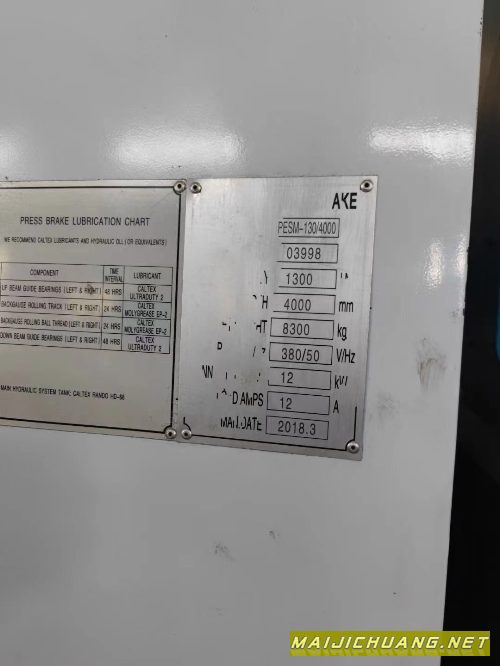 PRESS BRAKE LUBRICATION CHART
WE RECOMMEND CALTEX LUBRICANTS AND HYDRAULIC OLL (OR EQUIVALENTS)
COMPONENT TIME INTERVAL LUBRICANT
UP BEAM GUIDE BERRINGS (LEFT & RIGHT) 48 HRS CALTEX ULTRADUTY 2
BACKGAUGE ROLLING TRACK (LEFT & RIGHT) 24 HRS CALTEX MOLYGREASE EP-2
BACKGAUGE ROLLING BALL THREAD (LEFT & RIGHT) 24 HRS CALTEX MOLYGREASE EP-2
DOWN BEAM GUIDE BERRINGS (LEFT & RIGHT) 48 HRS CALTEX ULTRADUTY 2
MAIN HYDRAULIC SYSTEM TANK: CALTEX RANDO HD-68
AKE
PESM-130/4000
03998
1300
4000 mm
8300 kg
380/50 V/Hz
12 kW
AMPS 12 A
MAN.DATE 2018.3
MAIJICHUANG.NET